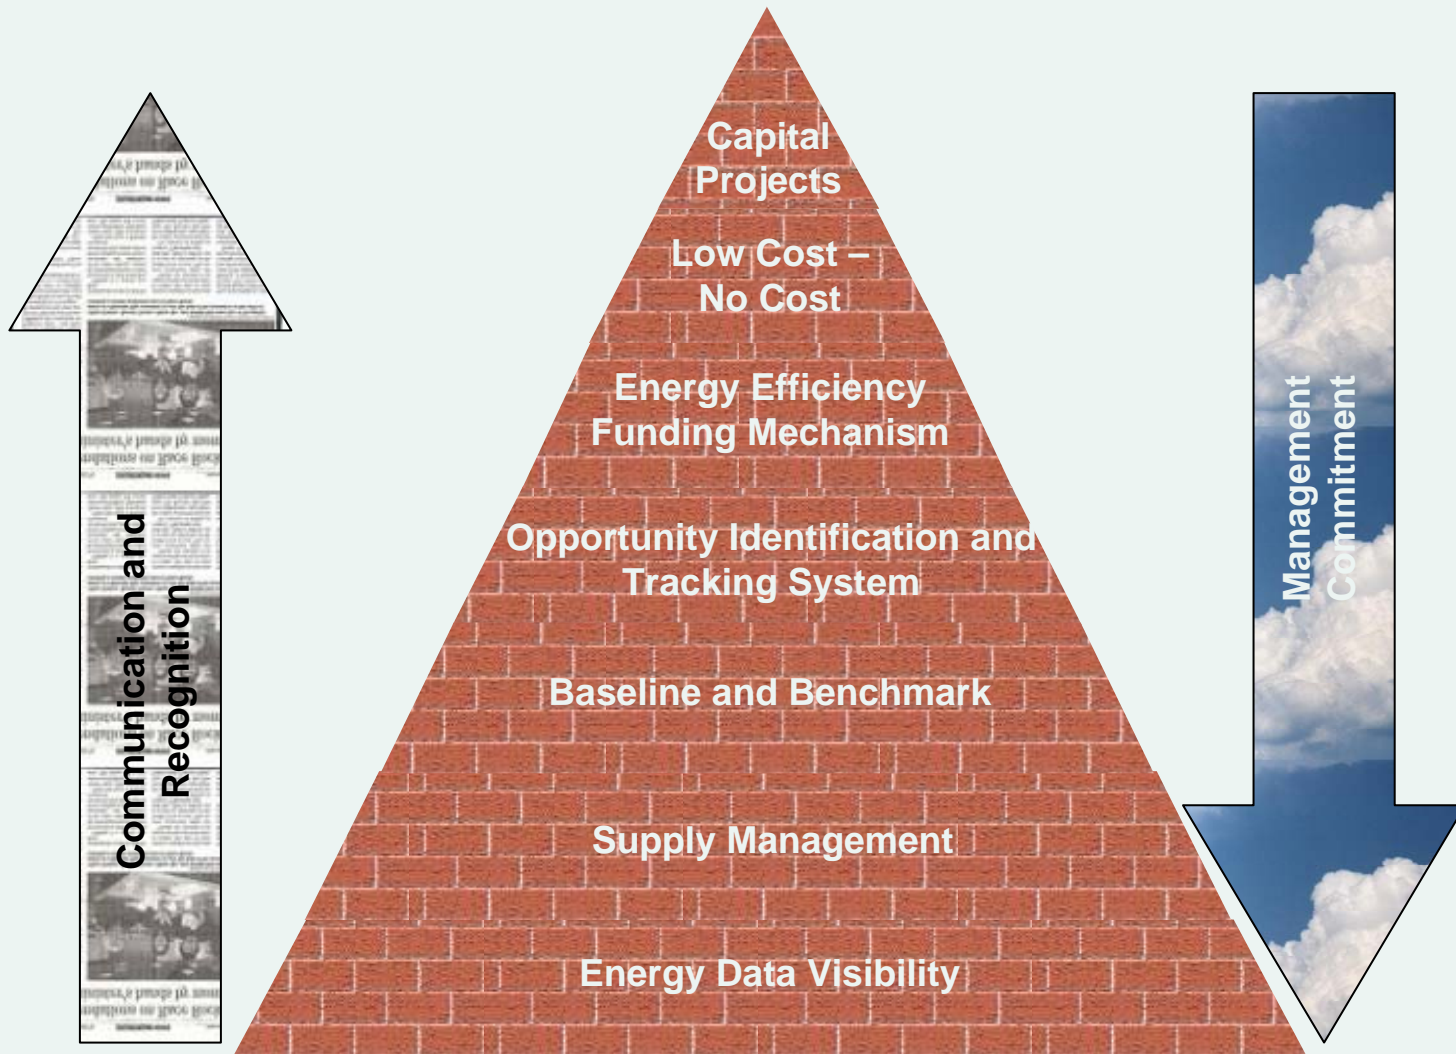 Capital
Projects
Low Cost –
No Cost
Energy Efficiency
Funding Mechanism
Opportunity Identification and
Tracking System
Baseline and Benchmark
Supply Management
Energy Data Visibility
Communication and
Recognition
Management
Commitment